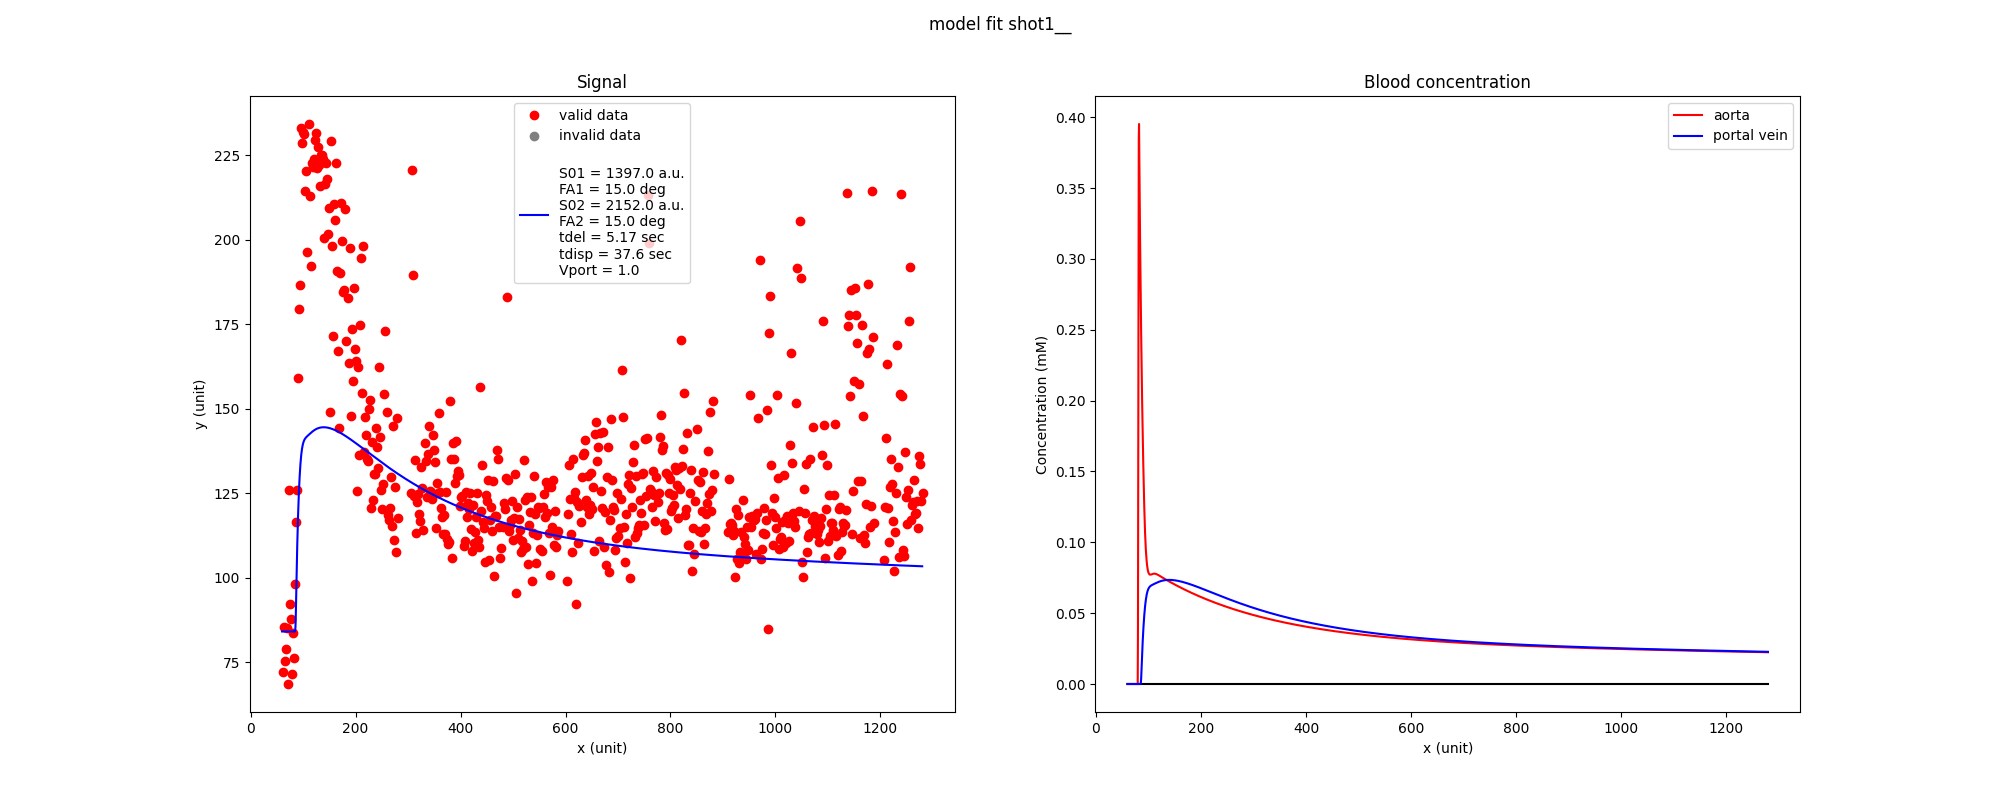 model fit shot1__
Signal
y (unit)
225
200
175
150
125
100
75
0
200
400
600
800
1000
1200
x (unit)
valid data
invalid data
S01 = 1397.0 a.u.
FA1 = 15.0 deg
S02 = 2152.0 a.u.
FA2 = 15.0 deg
tdel = 5.17 sec
tdisp = 37.6 sec
Vport = 1.0
Blood concentration
Concentration (mM)
0.40
0.35
0.30
0.25
0.20
0.15
0.10
0.05
0.00
0
200
400
600
800
1000
1200
x (unit)
aorta
portal vein